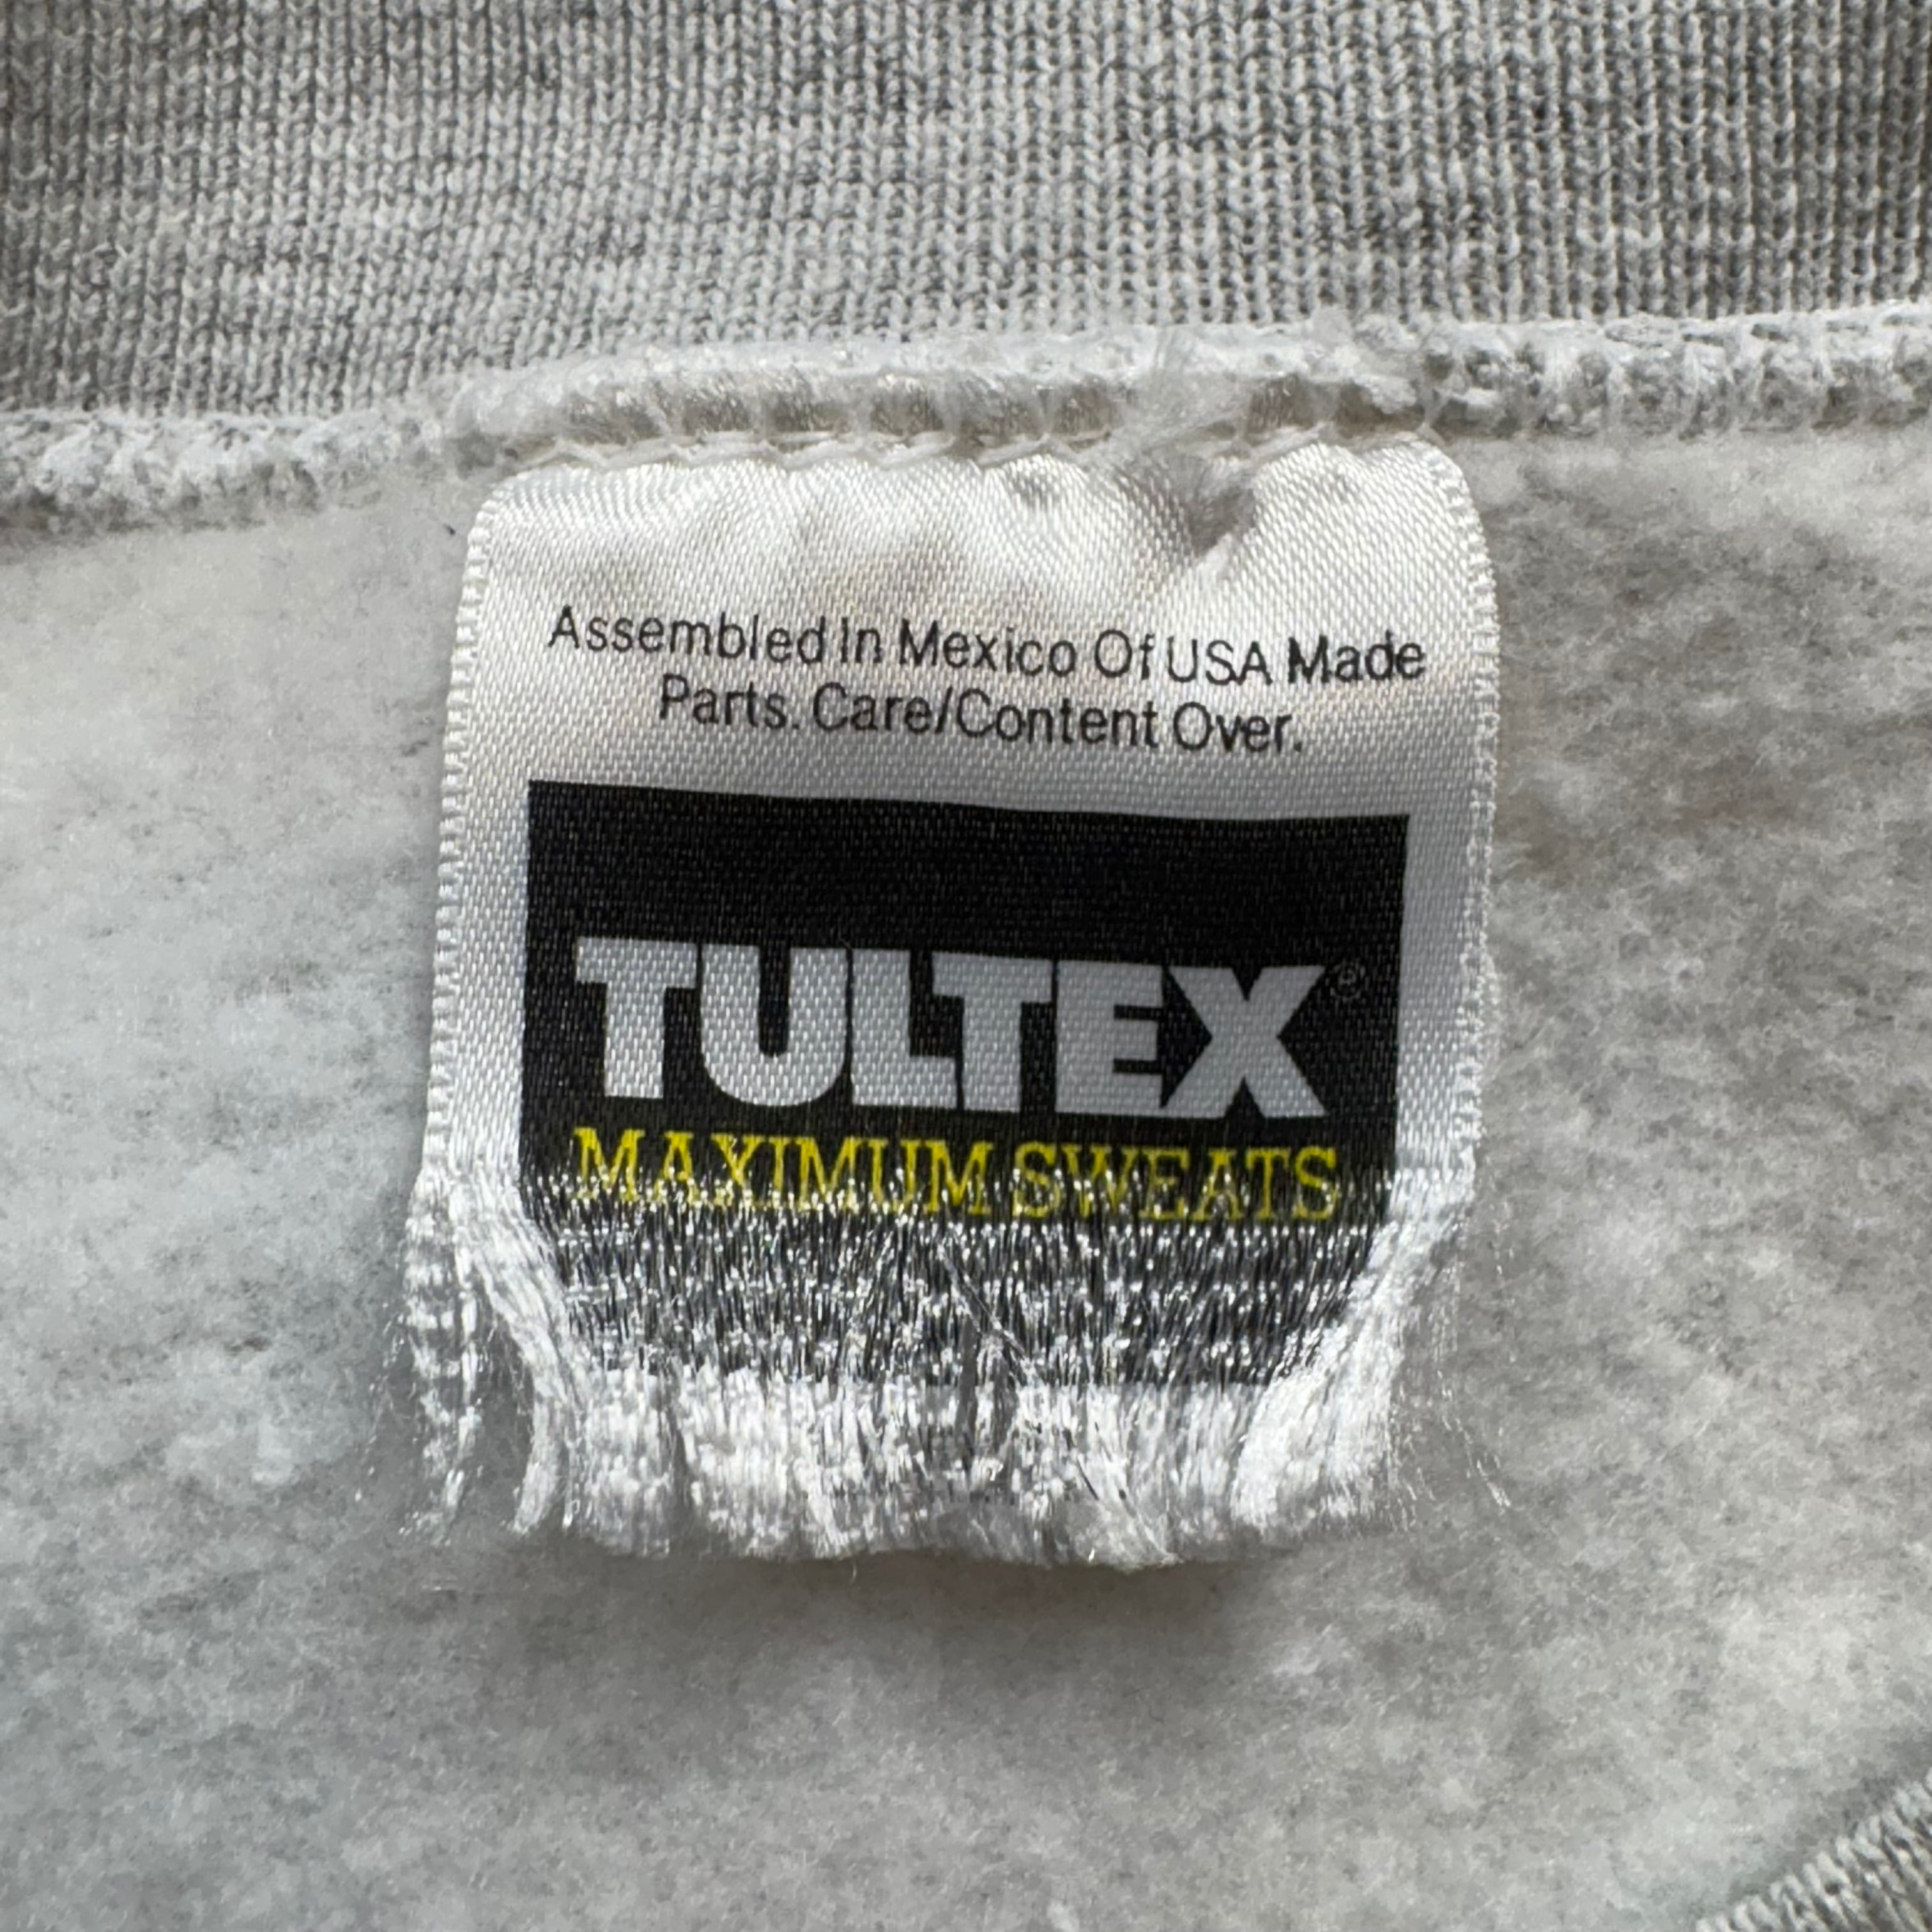 Assembled In Mexico Of USA Made
Parts. Care/Content Over.
TULTEX®
MAXIMUM SWEATS